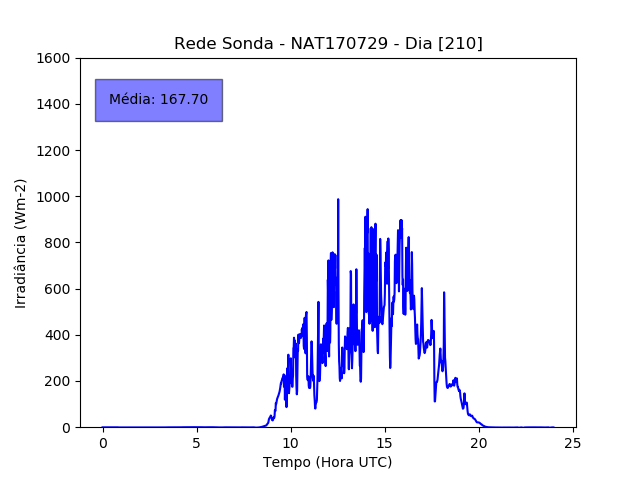 Rede Sonda - NAT170729 - Dia [210]
1600
1400
1200
1000
800
600
400
200
0
Média: 167.70
Irradiância (Wm-2)
0 5 10 15 20 25
Tempo (Hora UTC)